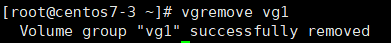 [root@centos7-3 ~]# vgremove vg1
  Volume group "vg1" successfully removed